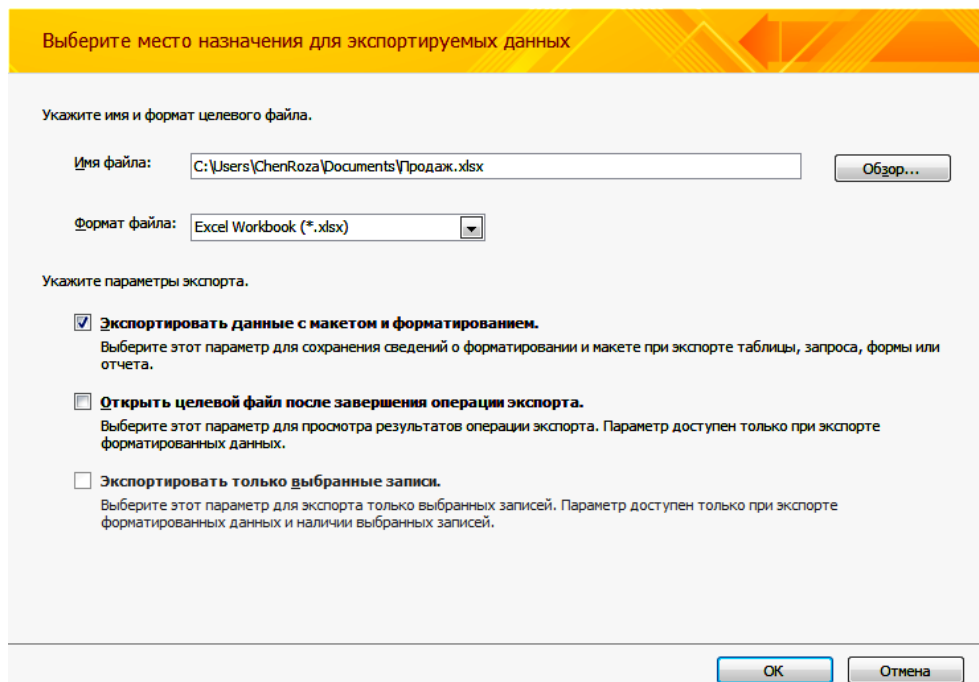 Выберите место назначения для экспортируемых данных
Укажите имя и формат целевого файла.
Имя файла:
C:\Users\ChenRoza\Documents\Продаж.xlsx
Обзор...
Формат файла:
Excel Workbook (*.xlsx)
Укажите параметры экспорта.
Экспортировать данные с макетом и форматированием.
Выберите этот параметр для сохранения сведений о форматировании и макете при экспорте таблицы, запроса, формы или
отчета.
Открыть целевой файл после завершения операции экспорта.
Выберите этот параметр для просмотра результатов операции экспорта. Параметр доступен только при экспорте
форматированных данных.
Экспортировать только выбранные записи.
Выберите этот параметр для экспорта только выбранных записей. Параметр доступен только при экспорте
форматированных данных и наличии выбранных записей.
ОК
Отмена